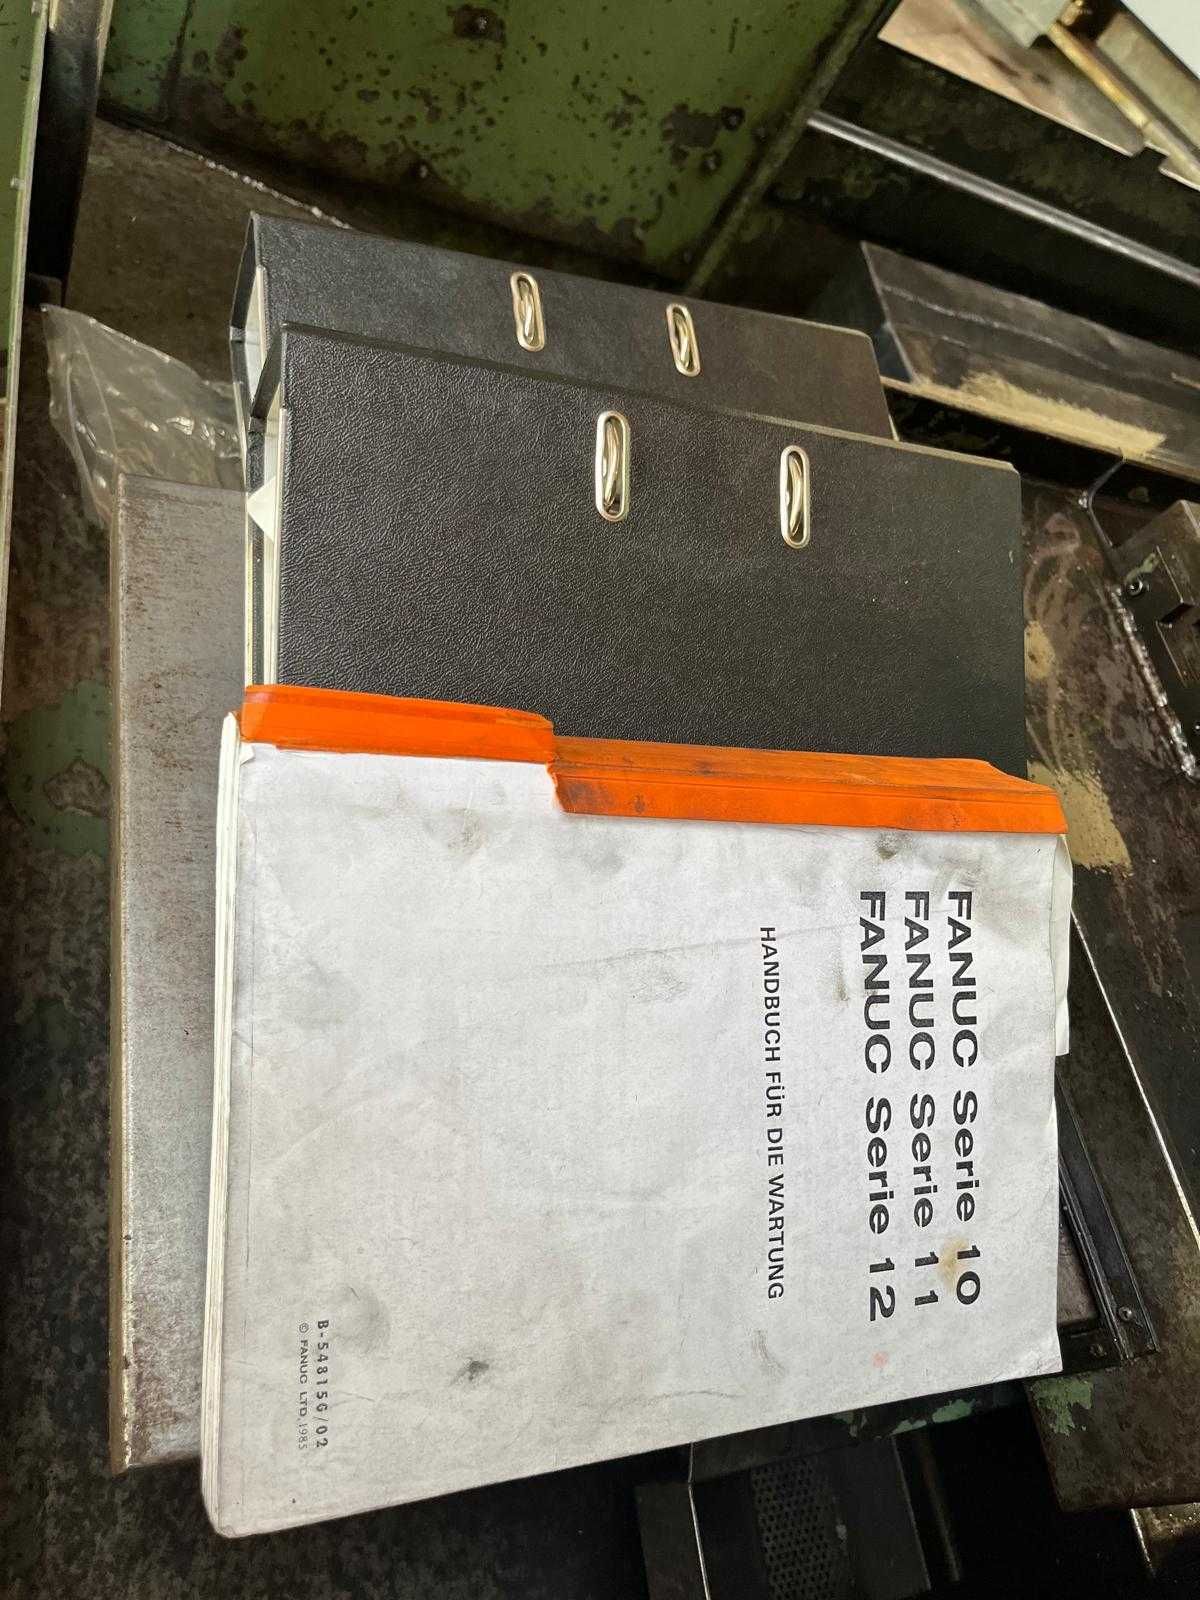 FANUC Serie 10
FANUC Serie 11
FANUC Serie 12
HANDBUCH FÜR DIE WARTUNG
B-54815G/02
© FANUC LTD, 1985